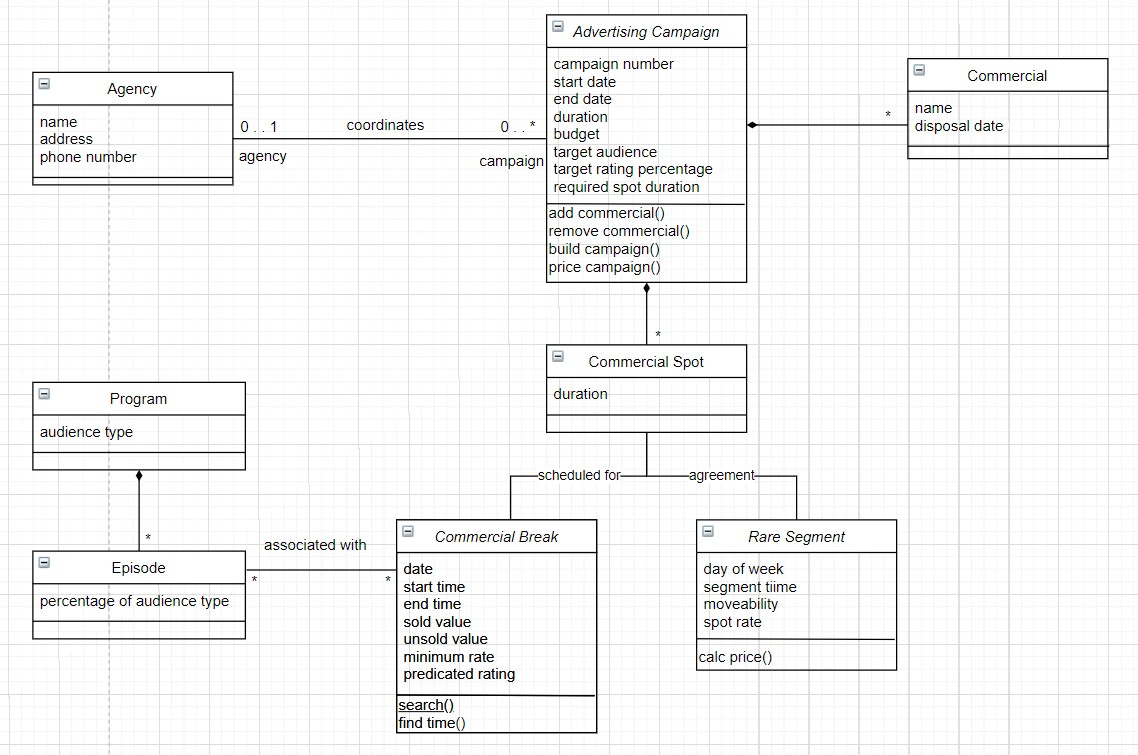 Advertising Campaign
campaign number
start date
end date
duration
budget
target audience
target rating percentage
required spot duration
add commercial()
remove commercial()
build campaign()
price campaign()
Agency
name
address
phone number
0 . . 1
coordinates
0 . . *
agency
campaign
Commercial
name
disposal date
*
*
Commercial Spot
duration
scheduled for
agreement
Program
audience type
*
Episode
percentage of audience type
associated with
*
*
Commercial Break
date
start time
end time
sold value
unsold value
minimum rate
predicated rating
search()
find time()
Rare Segment
day of week
segment tiime
moveability
spot rate
calc price()